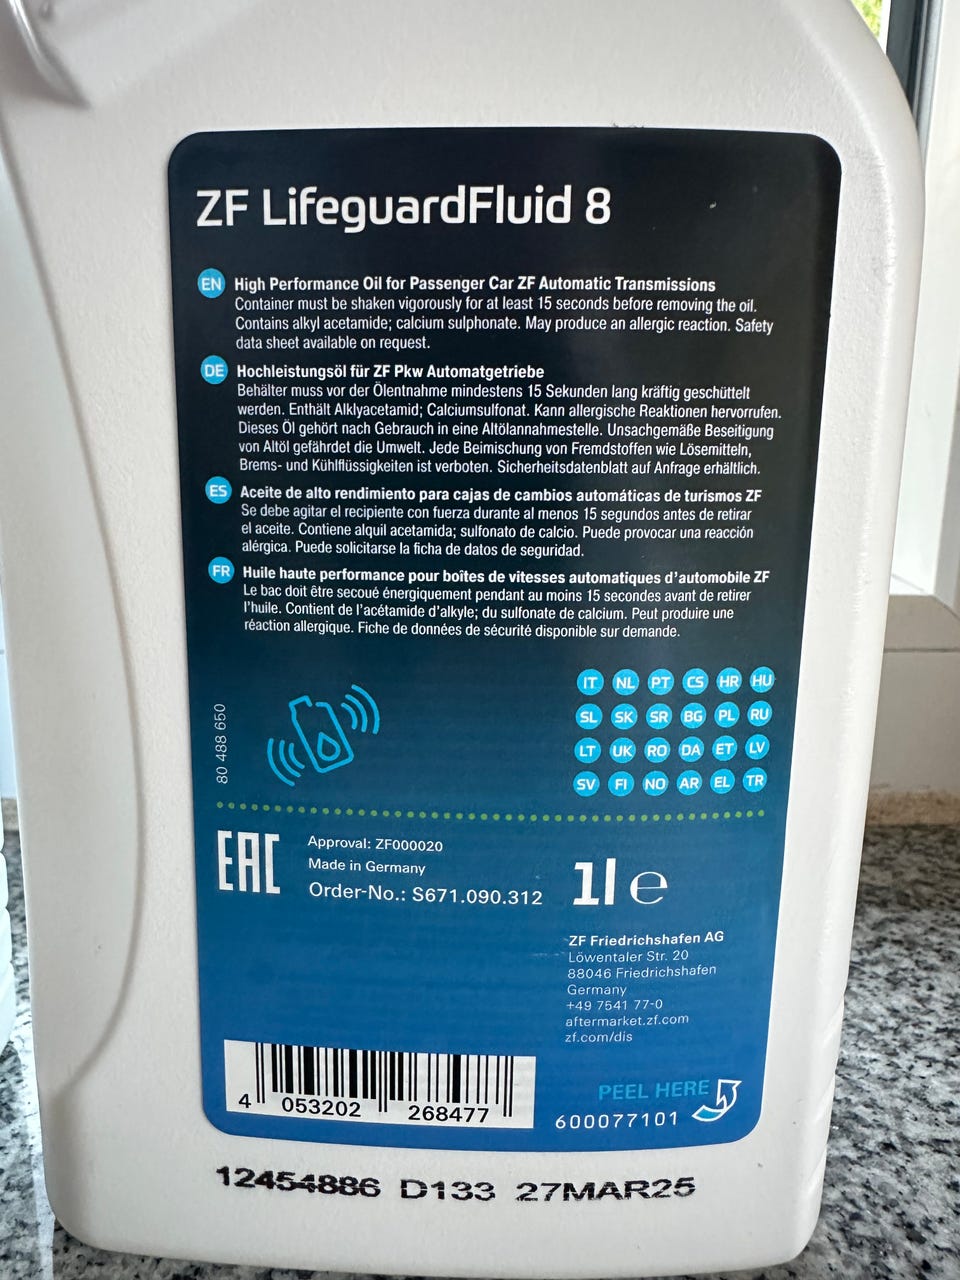 ZF LifeguardFluid 8
EN High Performance Oil for Passenger Car ZF Automatic Transmissions
Container must be shaken vigorously for at least 15 seconds before removing the oil.
Contains alkyl acetamide; calcium sulphonate. May produce an allergic reaction. Safety
data sheet available on request.
DE Hochleistungsöl für ZF Pkw Automatgetriebe
Behälter muss vor der Ölentnahme mindestens 15 Sekunden lang kräftig geschüttelt
werden. Enthält Alklyacetamid; Calciumsulfonat. Kann allergische Reaktionen hervorrufen.
Dieses Öl gehört nach Gebrauch in eine Altölannahmestelle. Unsachgemäße Beseitigung
von Altöl gefährdet die Umwelt. Jede Beimischung von Fremdstoffen wie Lösemitteln,
Brems- und Kühlflüssigkeiten ist verboten. Sicherheitsdatenblatt auf Anfrage erhältlich.
ES Aceite de alto rendimiento para cajas de cambios automáticas de turismos ZF
Se debe agitar el recipiente con fuerza durante al menos 15 segundos antes de retirar
el aceite. Contiene alquil acetamida; sulfonato de calcio. Puede provocar una reacción
alérgica. Puede solicitarse la ficha de datos de seguridad.
FR Huile haute performance pour boîtes de vitesses automatiques d'automobile ZF
Le bac doit être secoué énergiquement pendant au moins 15 secondes avant de retirer
l'huile. Contient de l'acétamide d'alkyle; du sulfonate de calcium. Peut produire une
réaction allergique. Fiche de données de sécurité disponible sur demande.
IT NL PT CS HR HU
SL SK SR BG PL RU
LT UK RO DA ET LV
SV FI NO AR EL TR
80 488 650
EAC
Approval: ZF000020
Made in Germany
Order-No.: S671.090.312
1l e
ZF Friedrichshafen AG
Löwentaler Str. 20
88046 Friedrichshafen
Germany
+49 7541 77-0
aftermarket.zf.com
zf.com/dis
4 053202 268477
PEEL HERE
600077101
12454886 D133 27MAR25